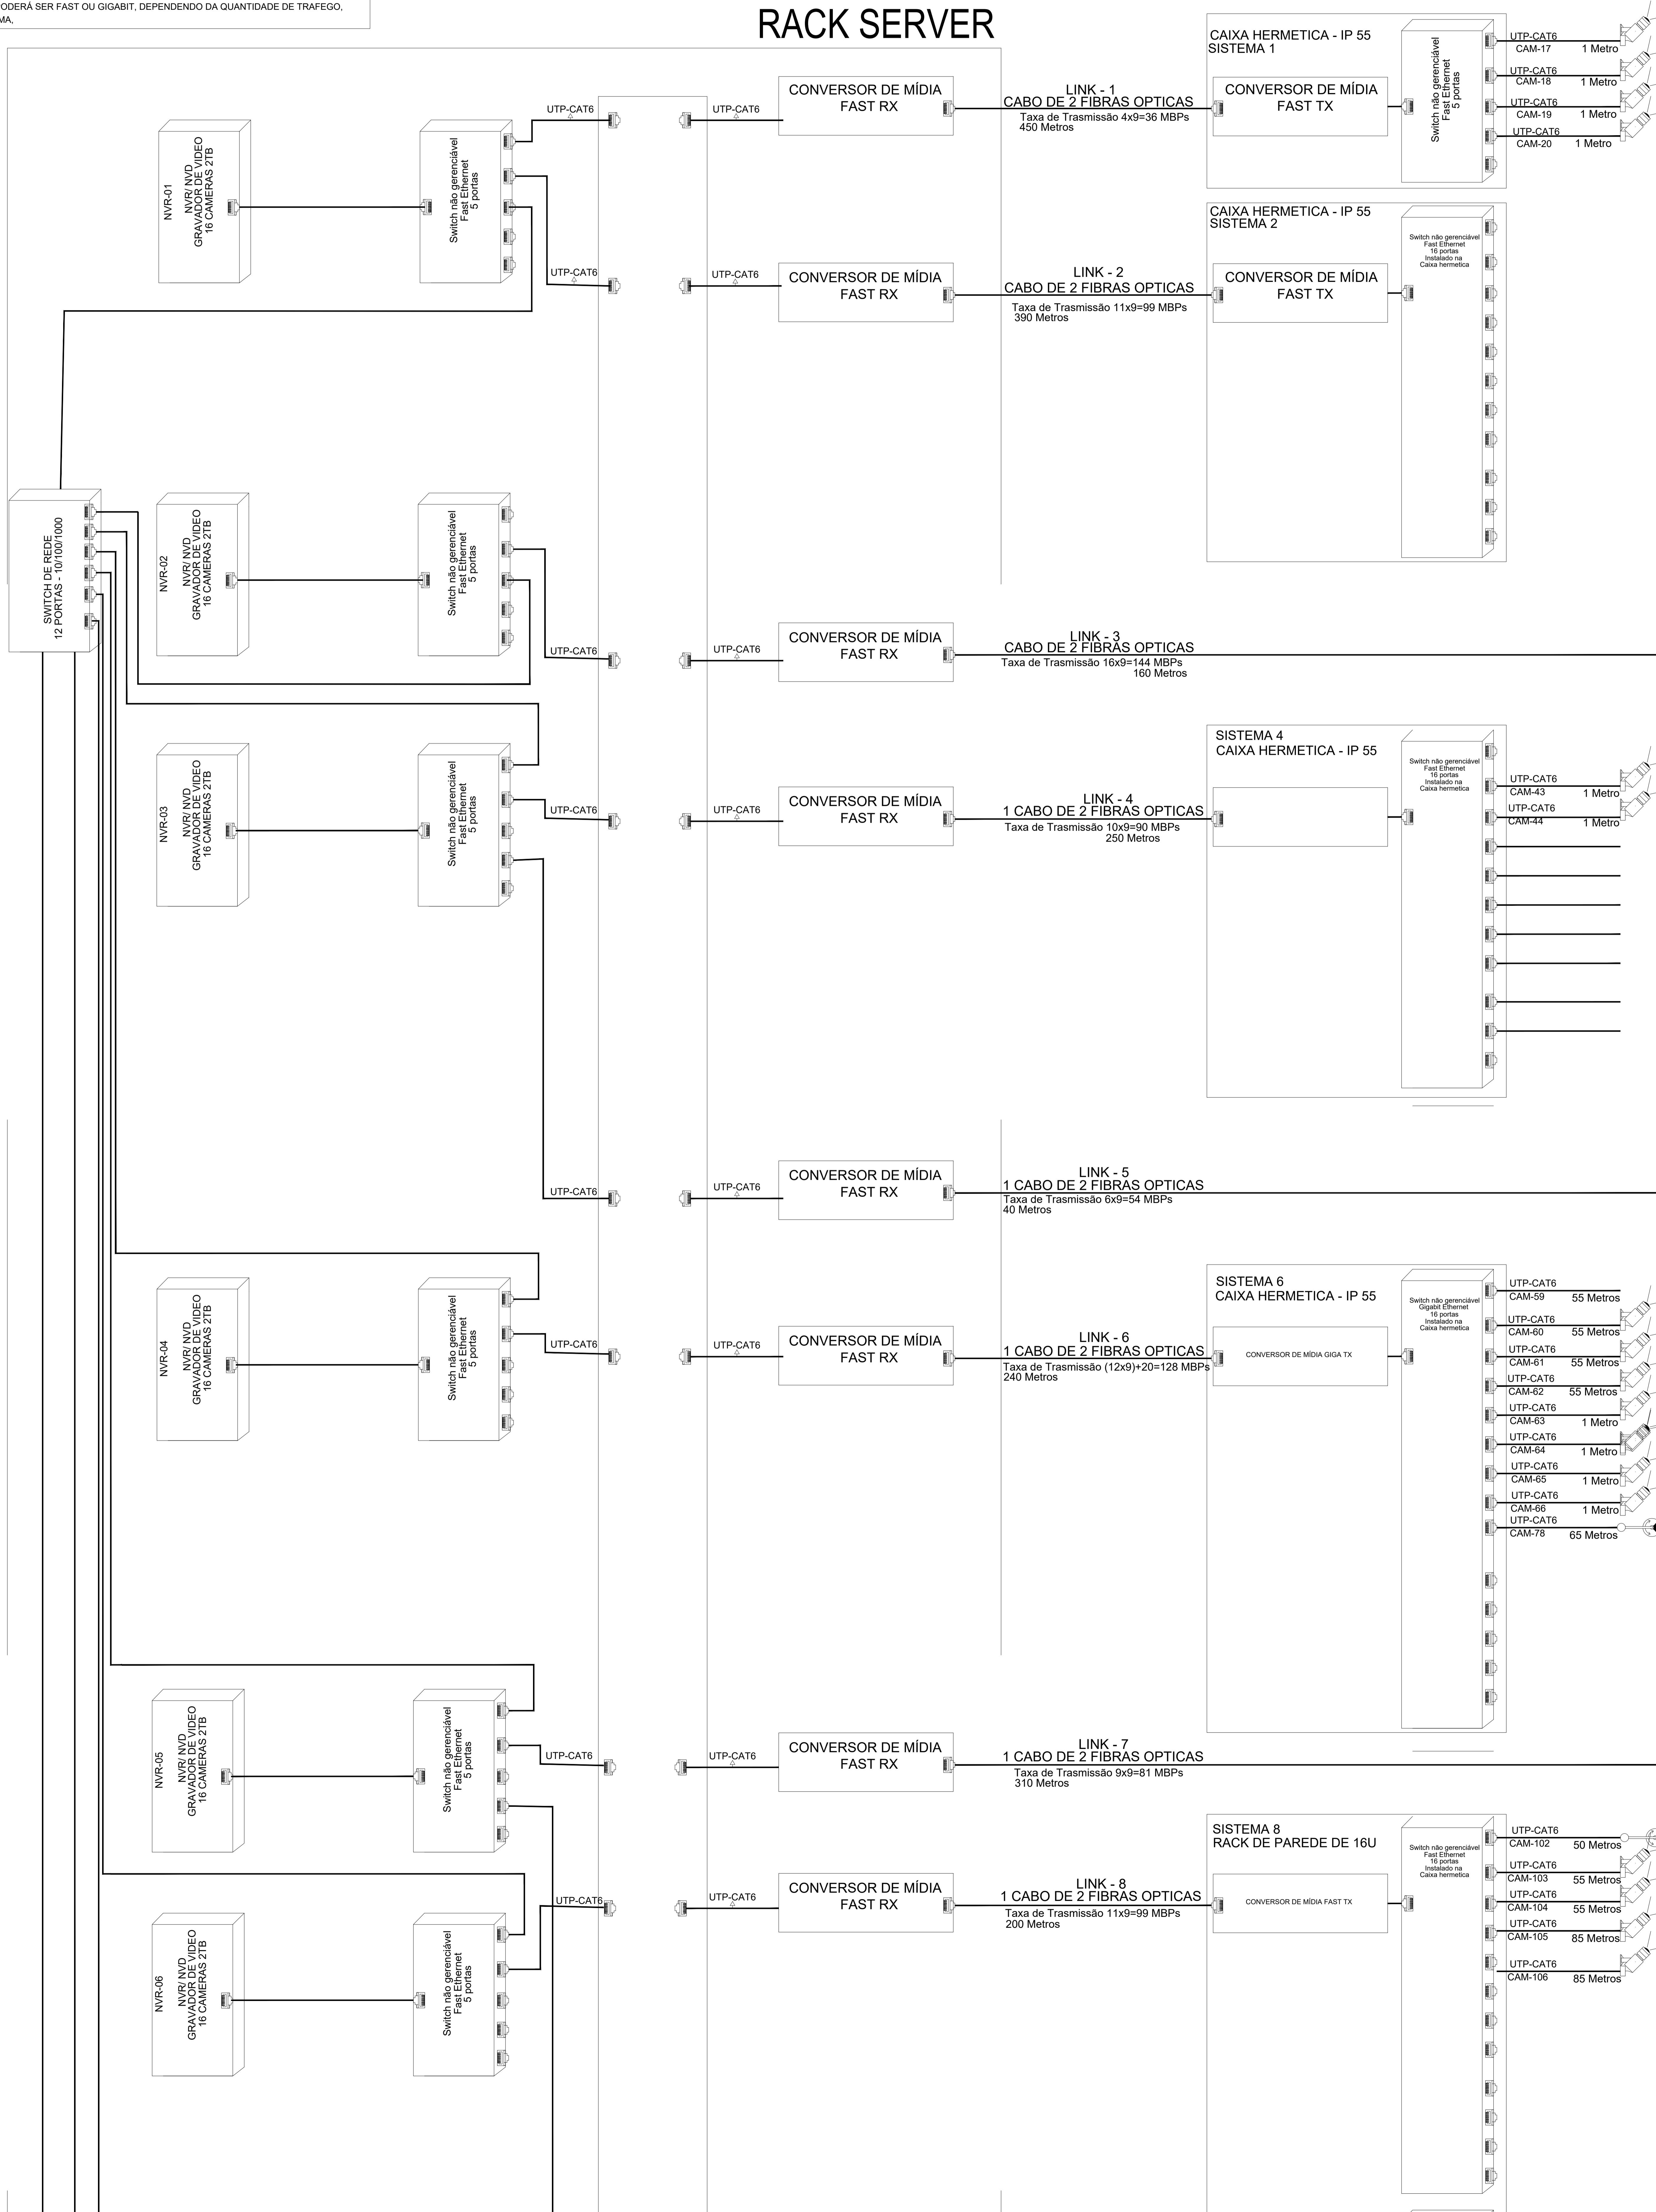 ODERÁ SER FAST OU GIGABIT, DEPENDENDO DA QUANTIDADE DE TRAFEGO,
MA,
RACK SERVER
NVR-01
NVR/ NVD
GRAVADOR DE VIDEO
16 CAMERAS 2TB
Switch não gerenciável
Fast Ethernet
5 portas
UTP-CAT6
UTP-CAT6
CONVERSOR DE MÍDIA
FAST RX
LINK - 1
CABO DE 2 FIBRAS OPTICAS
Taxa de Trasmissão 4x9=36 MBPs
450 Metros
CAIXA HERMETICA - IP 55
SISTEMA 1
CONVERSOR DE MÍDIA
FAST TX
Switch não gerenciável
Fast Ethernet
5 portas
UTP-CAT6
CAM-17 1 Metro
UTP-CAT6
CAM-18 1 Metro
UTP-CAT6
CAM-19 1 Metro
UTP-CAT6
CAM-20 1 Metro
UTP-CAT6
UTP-CAT6
CONVERSOR DE MÍDIA
FAST RX
LINK - 2
CABO DE 2 FIBRAS OPTICAS
Taxa de Trasmissão 11x9=99 MBPs
390 Metros
CAIXA HERMETICA - IP 55
SISTEMA 2
CONVERSOR DE MÍDIA
FAST TX
Switch não gerenciável
Fast Ethernet
16 portas
Instalado na
Caixa hermetica
SWITCH DE REDE
12 PORTAS - 10/100/1000
NVR-02
NVR/ NVD
GRAVADOR DE VIDEO
16 CAMERAS 2TB
Switch não gerenciável
Fast Ethernet
5 portas
UTP-CAT6
UTP-CAT6
CONVERSOR DE MÍDIA
FAST RX
LINK - 3
CABO DE 2 FIBRAS OPTICAS
Taxa de Trasmissão 16x9=144 MBPs
160 Metros
NVR-03
NVR/ NVD
GRAVADOR DE VIDEO
16 CAMERAS 2TB
Switch não gerenciável
Fast Ethernet
5 portas
UTP-CAT6
UTP-CAT6
CONVERSOR DE MÍDIA
FAST RX
LINK - 4
1 CABO DE 2 FIBRAS OPTICAS
Taxa de Trasmissão 10x9=90 MBPs
250 Metros
SISTEMA 4
CAIXA HERMETICA - IP 55
Switch não gerenciável
Fast Ethernet
16 portas
Instalado na
Caixa hermetica
UTP-CAT6
CAM-43 1 Metro
UTP-CAT6
CAM-44 1 Metro
UTP-CAT6
UTP-CAT6
CONVERSOR DE MÍDIA
FAST RX
LINK - 5
1 CABO DE 2 FIBRAS OPTICAS
Taxa de Trasmissão 6x9=54 MBPs
40 Metros
NVR-04
NVR/ NVD
GRAVADOR DE VIDEO
16 CAMERAS 2TB
Switch não gerenciável
Fast Ethernet
5 portas
UTP-CAT6
UTP-CAT6
CONVERSOR DE MÍDIA
FAST RX
LINK - 6
1 CABO DE 2 FIBRAS OPTICAS
Taxa de Trasmissão (12x9)+20=128 MBPs
240 Metros
SISTEMA 6
CAIXA HERMETICA - IP 55
CONVERSOR DE MÍDIA GIGA TX
Switch não gerenciável
Gigabit Ethernet
16 portas
Instalado na
Caixa hermetica
UTP-CAT6
CAM-59 55 Metros
UTP-CAT6
CAM-60 55 Metros
UTP-CAT6
CAM-61 55 Metros
UTP-CAT6
CAM-62 55 Metros
UTP-CAT6
CAM-63 1 Metro
UTP-CAT6
CAM-64 1 Metro
UTP-CAT6
CAM-65 1 Metro
UTP-CAT6
CAM-66 1 Metro
UTP-CAT6
CAM-78 65 Metros
NVR-05
NVR/ NVD
GRAVADOR DE VIDEO
16 CAMERAS 2TB
Switch não gerenciável
Fast Ethernet
5 portas
UTP-CAT6
UTP-CAT6
CONVERSOR DE MÍDIA
FAST RX
LINK - 7
1 CABO DE 2 FIBRAS OPTICAS
Taxa de Trasmissão 9x9=81 MBPs
310 Metros
NVR-06
NVR/ NVD
GRAVADOR DE VIDEO
16 CAMERAS 2TB
Switch não gerenciável
Fast Ethernet
5 portas
UTP-CAT6
UTP-CAT6
CONVERSOR DE MÍDIA
FAST RX
LINK - 8
1 CABO DE 2 FIBRAS OPTICAS
Taxa de Trasmissão 11x9=99 MBPs
200 Metros
SISTEMA 8
RACK DE PAREDE DE 16U
CONVERSOR DE MÍDIA FAST TX
Switch não gerenciável
Fast Ethernet
16 portas
Instalado na
Caixa hermetica
UTP-CAT6
CAM-102 50 Metros
UTP-CAT6
CAM-103 55 Metros
UTP-CAT6
CAM-104 55 Metros
UTP-CAT6
CAM-105 85 Metros
UTP-CAT6
CAM-106 85 Metros